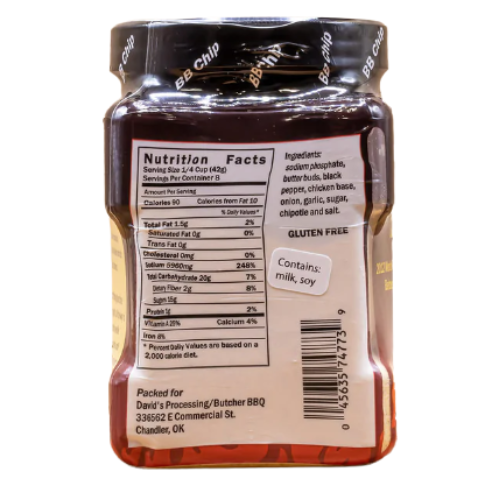 BB Chip
BB Chip
BB Chip
BB Chip
Nutrition Facts
Serving Size 1/4 Cup (42g)
Servings Per Container 8
Amount Per Serving
Calories 90 Calories from Fat 10
% Daily Values*
Total Fat 1.5g 2%
Saturated Fat 0g 0%
Trans Fat 0g
Cholesterol 0mg 0%
Sodium 5960mg 248%
Total Carbohydrate 20g 7%
Dietary Fiber 2g 8%
Sugar 16g
Protein 1g 2%
Vitamin A 25% Calcium 4%
Iron 8%
* Percent Daily Values are based on a
2,000 calorie diet.
Packed for
David's Processing/Butcher BBQ
336562 E Commercial St.
Chandler, OK
Ingredients:
sodium phosphate,
butter buds, black
pepper, chicken base,
onion, garlic, sugar,
chipotle and salt.
GLUTEN FREE
Contains:
milk, soy
0 45635 74773 9